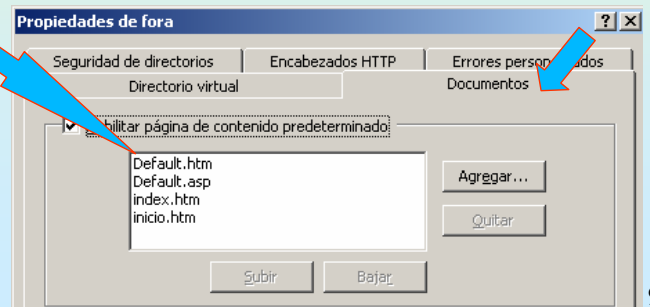 Propiedades de fora
Seguridad de directorios Encabezados HTTP Errores
Directorio virtual Documentos
página de contenido predeterminado
Default.htm
Default.asp
index.htm
inicio.htm
Agregar...
Quitar
Subir Bajar